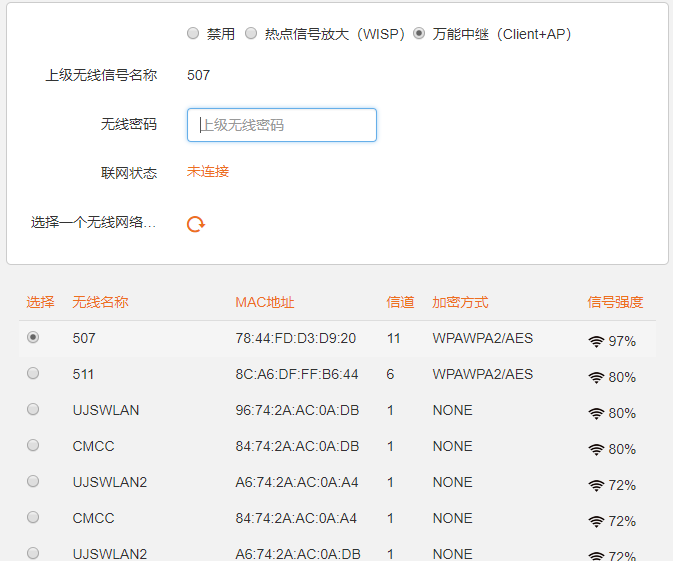 禁用 热点信号放大（WISP） 万能中继（Client+AP）
上级无线信号名称 507
无线密码 上级无线密码
联网状态 未连接
选择一个无线网络...
选择 无线名称 MAC地址 信道 加密方式 信号强度
507 78:44:FD:D3:D9:20 11 WPAWPA2/AES 97%
511 8C:A6:DF:FF:B6:44 6 WPAWPA2/AES 80%
UJSWLAN 96:74:2A:AC:0A:DB 1 NONE 80%
CMCC 84:74:2A:AC:0A:DB 1 NONE 80%
UJSWLAN2 A6:74:2A:AC:0A:A4 1 NONE 72%
CMCC 84:74:2A:AC:0A:A4 1 NONE 72%
UJSWLAN2 A6:74:2A:AC:0A:DB 1 NONE 72%